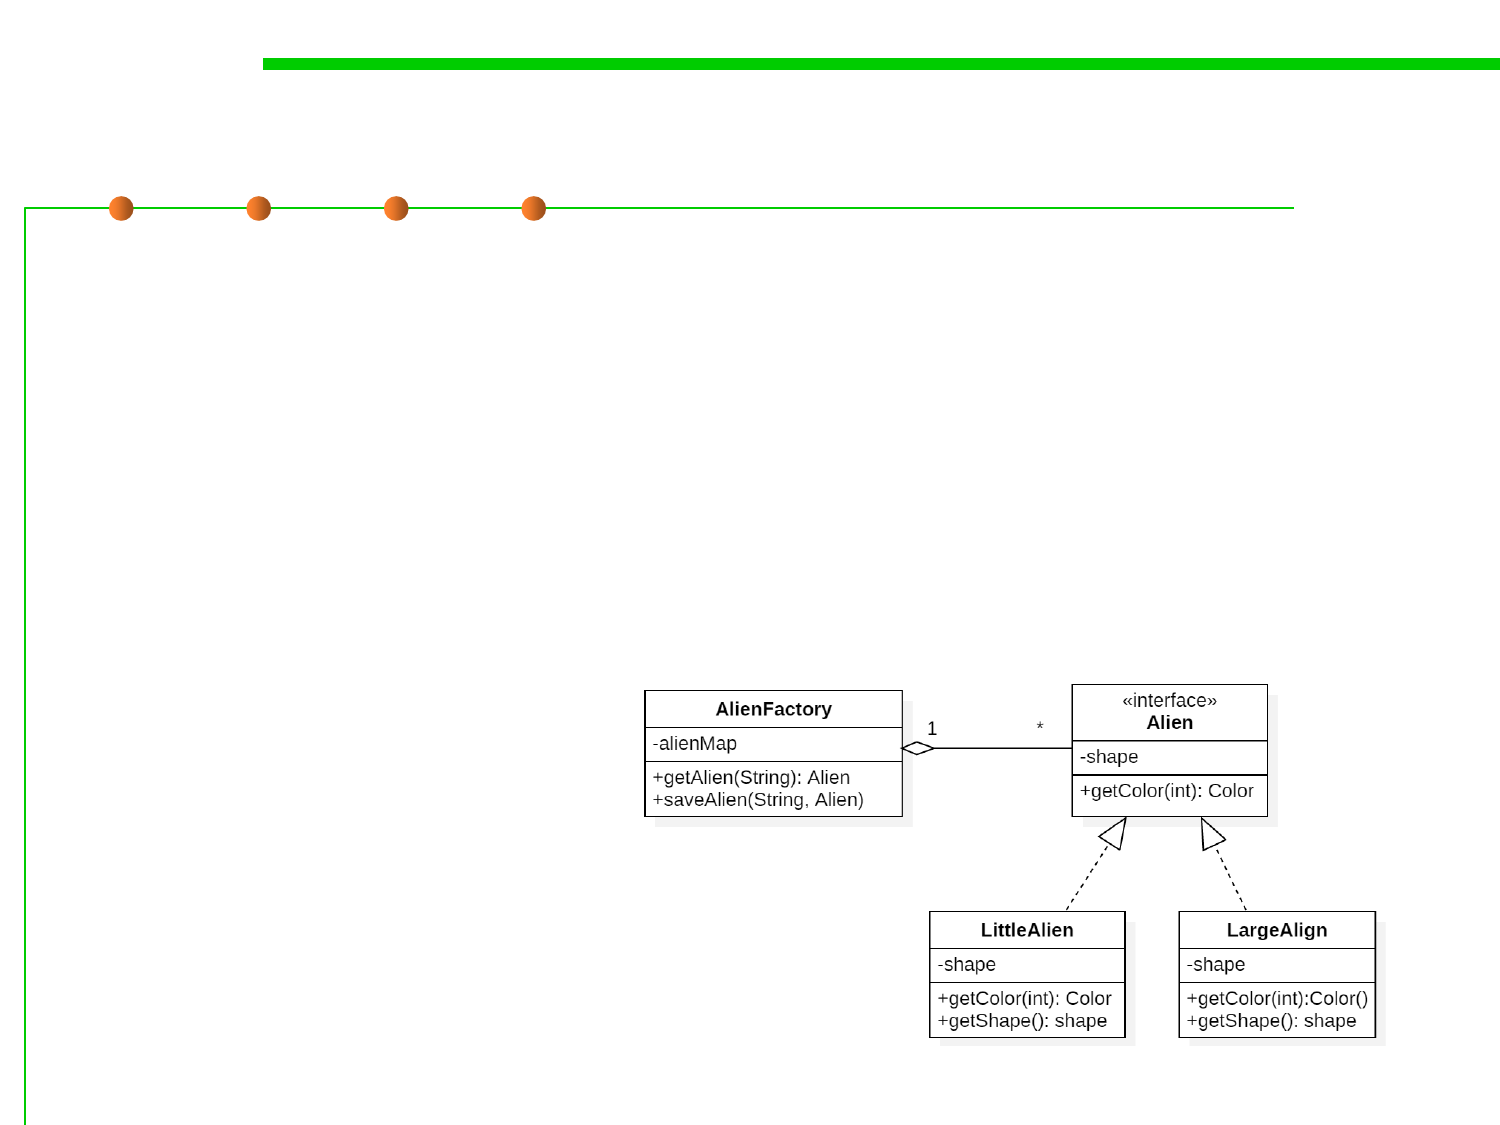 AlienFactory
-alienMap
+getAlien(String): Alien
+saveAlien(String, Alien)
1
*
«interface»
Alien
-shape
+getColor(int): Color
LittleAlien
-shape
+getColor(int): Color
+getShape(): shape
LargeAlign
-shape
+getColor(int):Color()
+getShape(): shape